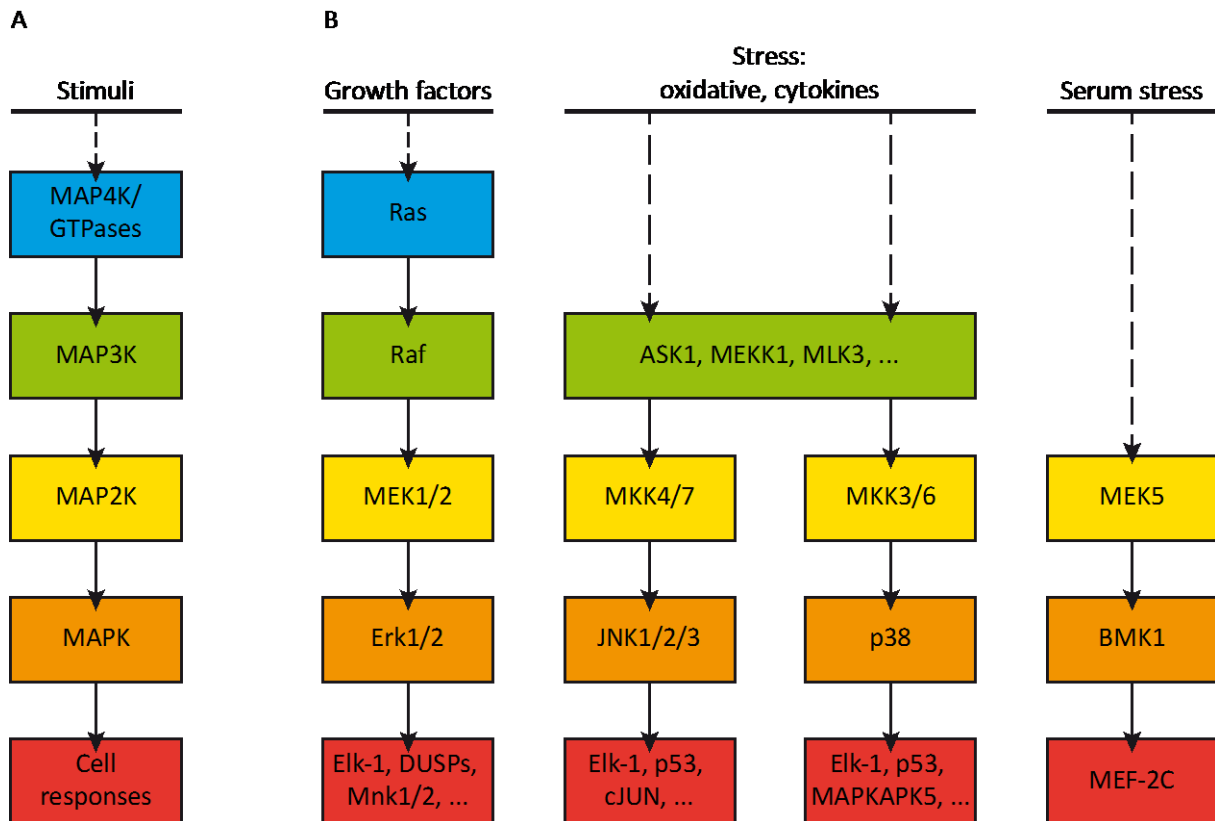 A
B
Stimuli
Growth factors
Stress:
oxidative, cytokines
Serum stress
MAP4K/
GTPases
Ras
MAP3K
Raf
ASK1, MEKK1, MLK3, ...
MAP2K
MEK1/2
MKK4/7
MKK3/6
MEK5
MAPK
Erk1/2
JNK1/2/3
p38
BMK1
Cell
responses
Elk-1, DUSPs,
Mnk1/2, ...
Elk-1, p53,
cJUN, ...
Elk-1, p53,
MAPKAPK5, ...
MEF-2C